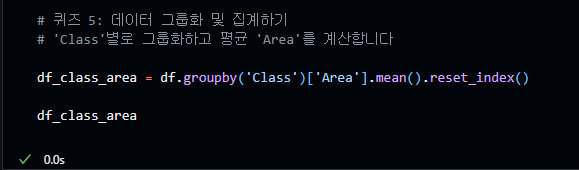 # 퀴즈 5: 데이터 그룹화 및 집계하기
# 'Class'별로 그룹화하고 평균 'Area'를 계산합니다
df_class_area = df.groupby('Class')['Area'].mean().reset_index()
df_class_area
0.0s